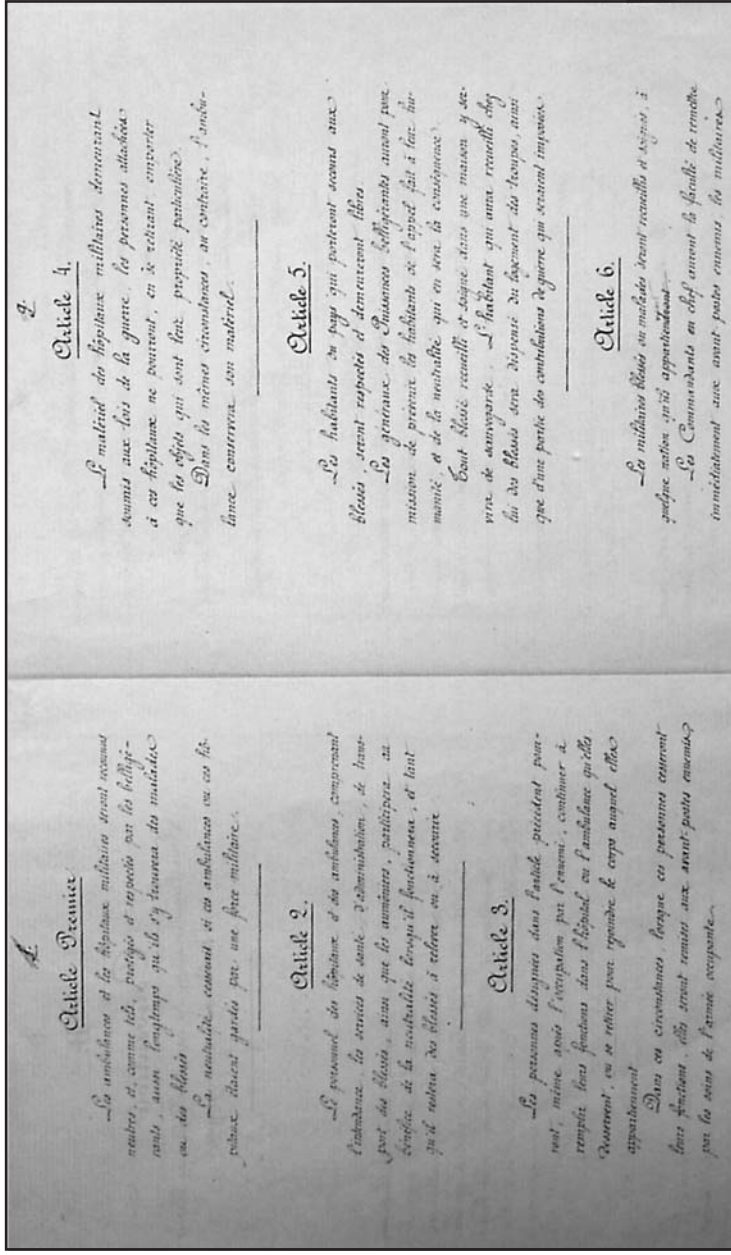 1.
Article Premier
Les ambulances et les hôpitaux militaires seront reconnus
neutres, et, comme tels, protégés et respectés par les belligé-
rants, aussi longtemps qu'il s'y trouvera des malades
ou des blessés
La neutralité cesserait, si ces ambulances ou ces hô-
pitaux étaient gardés par une force militaire.
Article 2.
Le personnel des hôpitaux et des ambulances, comprenant
l'intendance, les services de santé, d'administration, de trans-
port des blessés, ainsi que les aumôniers, participera au
bénéfice de la neutralité lorsqu'il fonctionnera, et tant
qu'il restera des blessés à relever ou à secourir
Article 3.
Les personnes désignées dans l'article précédent pour-
ront, même après l'occupation par l'ennemi, continuer à
remplir leurs fonctions dans l'hôpital ou l'ambulance qu'elles
desservent, ou se retirer pour rejoindre le corps auquel elles
appartiennent
Dans ces circonstances, lorsque ces personnes cesseront
leurs fonctions, elles seront remises aux avant-postes ennemis
par les soins de l'armée occupante.
2.
Article 4.
Le matériel des hôpitaux militaires demeurant
soumis aux lois de la guerre, les personnes attachées
à ces hôpitaux ne pourront, en se retirant emporter
que les objets qui sont leur propriété particulière.
Dans les mêmes circonstances, au contraire, l'ambu-
lance conservera son matériel.
Article 5.
Les habitants du pays qui porteront secours aux
blessés, seront respectés et demeureront libres
Les généraux des Puissances belligérantes auront pour
mission de prévenir les habitants de l'appel fait à leur hu-
manité, et de la neutralité qui en sera la conséquence.
Tout blessé recueilli et soigné dans une maison y ser-
vira de sauvegarde. L'habitant qui aura recueilli chez
lui des blessés sera dispensé du logement des troupes, ainsi
que d'une partie des contributions de guerre qui seraient imposées.
Article 6.
Les militaires blessés ou malades seront recueillis et soignés, à
quelque nation qu'ils appartiendront
Les Commandants en chef auront la faculté de remettre
immédiatement aux avant postes ennemis, les militaires